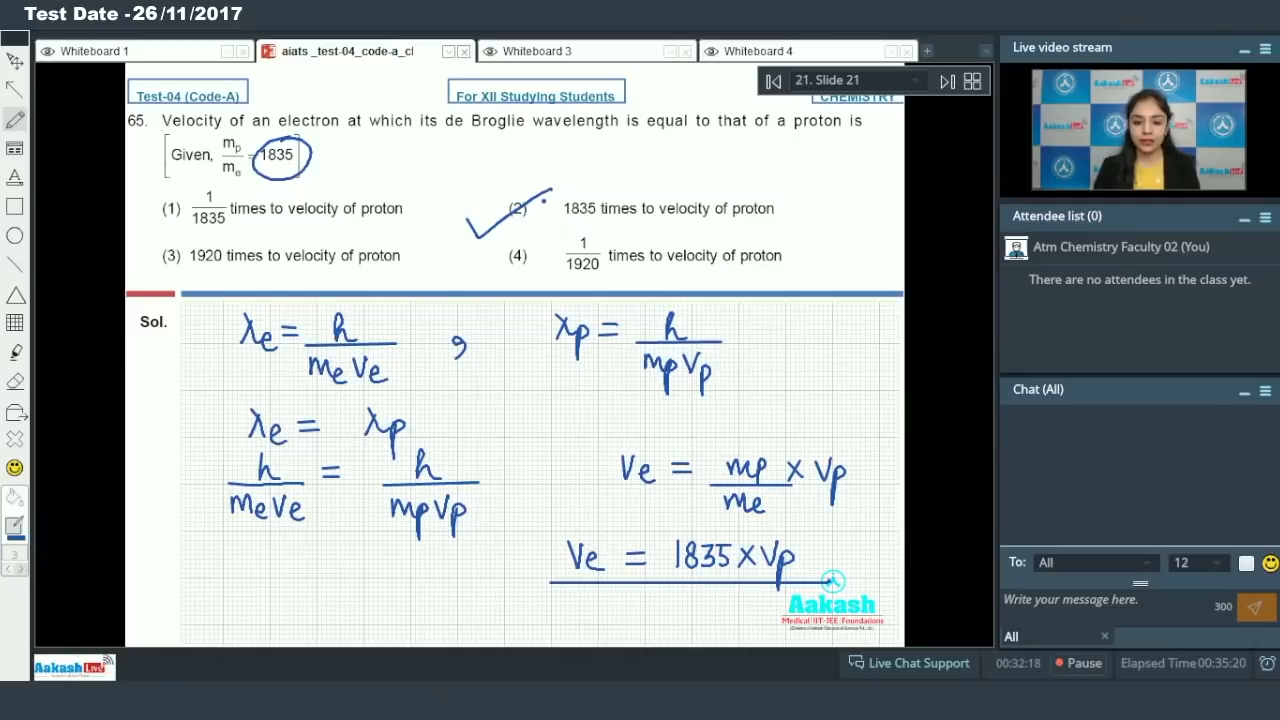 Test Date -26/11/2017
Whiteboard 1
aiats _test-04_code-a_cl
Whiteboard 3
Whiteboard 4
21. Slide 21
Test-04 (Code-A)
For XII Studying Students
CHEMISTRY
65. Velocity of an electron at which its de Broglie wavelength is equal to that of a proton is
[Given, mp/me = 1835]
(1) 1/1835 times to velocity of proton
(2) 1835 times to velocity of proton
(3) 1920 times to velocity of proton
(4) 1/1920 times to velocity of proton
Sol.
λe = h/meve , λp = h/mpvp
λe = λp
h/meve = h/mpvp
ve = mp/me × vp
ve = 1835 × vp
Aakash
Medical|IIT-JEE|Foundations
Aakash Live
Live video stream
Attendee list (0)
Atm Chemistry Faculty 02 (You)
There are no attendees in the class yet.
Chat (All)
To: All 12
Write your message here.
300
All
3
Live Chat Support
00:32:18
Pause
Elapsed Time 00:35:20